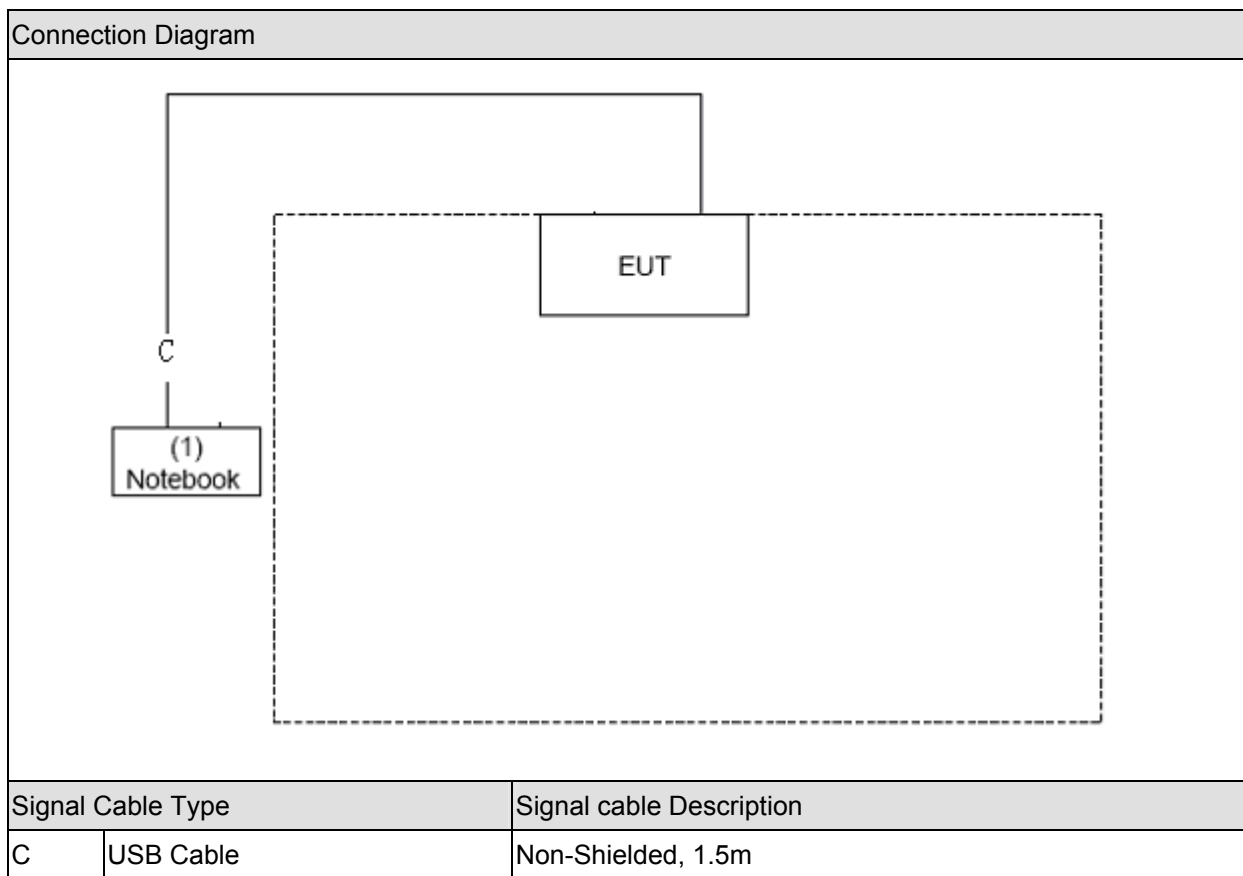 Connection Diagram
EUT
C
(1)
Notebook
Signal Cable Type Signal cable Description
C USB Cable Non-Shielded, 1.5m